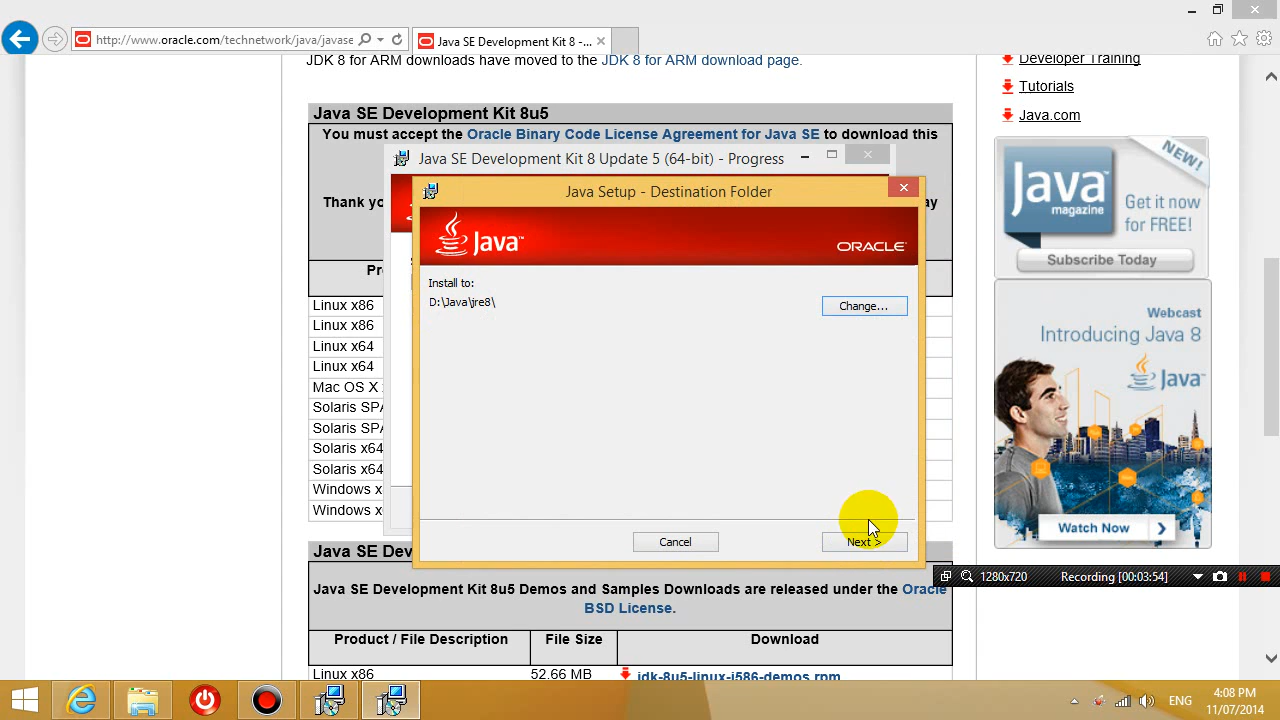 http://www.oracle.com/technetwork/java/javase
Java SE Development Kit 8 -...
JDK 8 for ARM downloads have moved to the JDK 8 for ARM download page.
Developer Training
Tutorials
Java.com
Java SE Development Kit 8u5
You must accept the Oracle Binary Code License Agreement for Java SE to download this
Java SE Development Kit 8 Update 5 (64-bit) - Progress
Java Setup - Destination Folder
Java
ORACLE
Install to:
D:\Java\jre8\
Change...
Cancel
Next >
Linux x86
Linux x86
Linux x64
Linux x64
Mac OS X
Solaris SPA
Solaris SPA
Solaris x64
Solaris x64
Windows x
Windows x
NEW!
Java
magazine
Get it now
for FREE!
Subscribe Today
Webcast
Introducing Java 8
Java
Watch Now
1280x720
Recording [00:03:54]
Java SE De
Java SE Development Kit 8u5 Demos and Samples Downloads are released under the Oracle
BSD License.
Product / File Description
File Size
Download
Linux x86
52.66 MB
jdk-8u5-linux-i586-demos.rpm
ENG
4:08 PM
11/07/2014